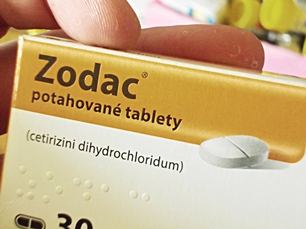 Zodac®
potahované tablety
(cetirizini dihydrochloridum)
30